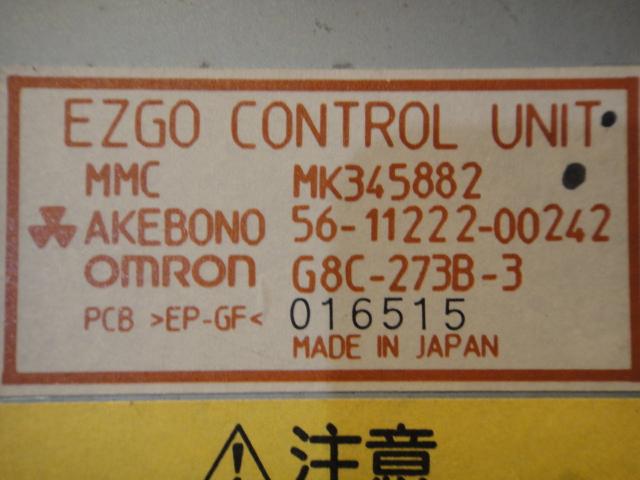 EZGO CONTROL UNIT
MMC MK345882
AKEBONO 56-11222-00242
OMRON G8C-273B-3
PCB >EP-GF< 016515
MADE IN JAPAN
注意